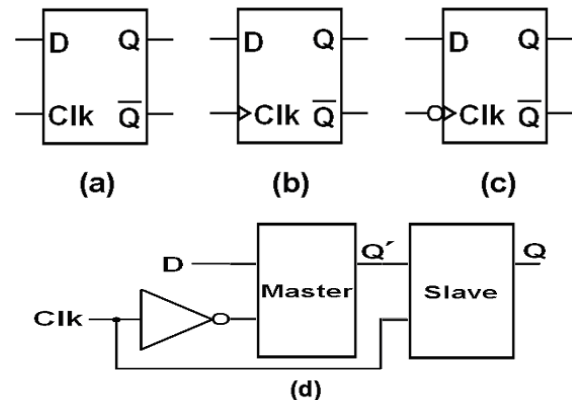 D Q D Q D Q
Clk Q̅ Clk Q̅ Clk Q̅
(a) (b) (c)
Q′ Q
D
Master Slave
Clk
(d)